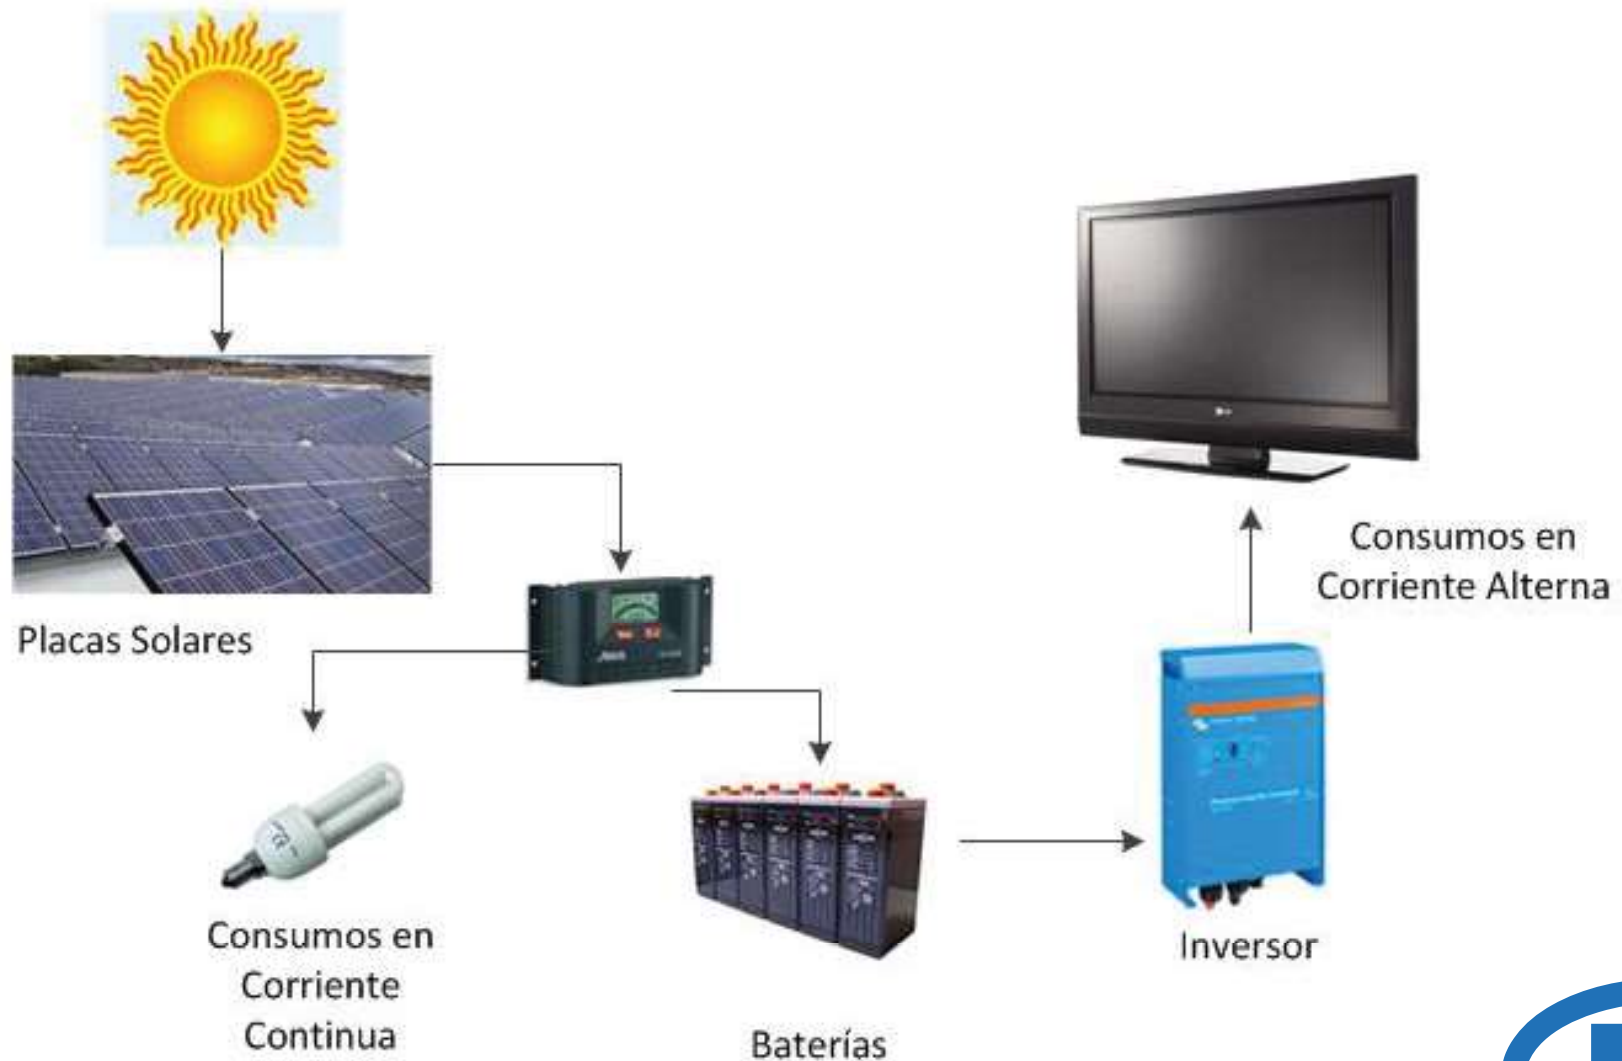 Placas Solares
Consumos en
Corriente Alterna
Consumos en
Corriente
Continua
Baterías
Inversor